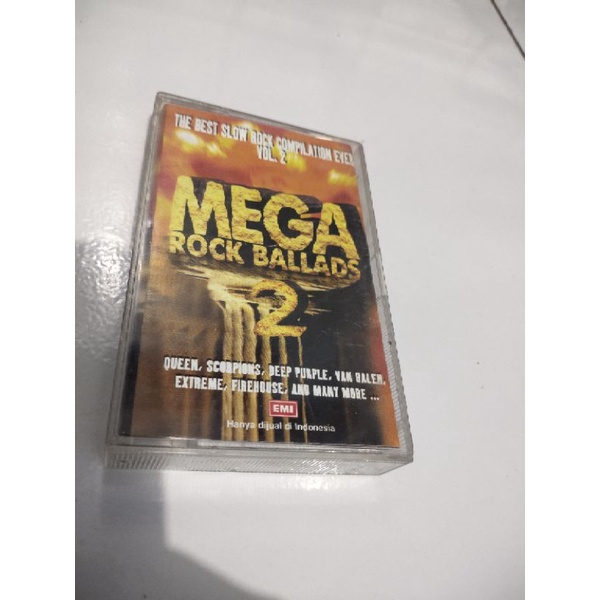 THE BEST SLOW ROCK COMPILATION EVER
VOL. 2
MEGA
ROCK BALLADS
2
QUEEN, SCORPIONS, DEEP PURPLE, VAN HALEN,
EXTREME, FIREHOUSE, AND MANY MORE ...
EMI
Hanya dijual di Indonesia